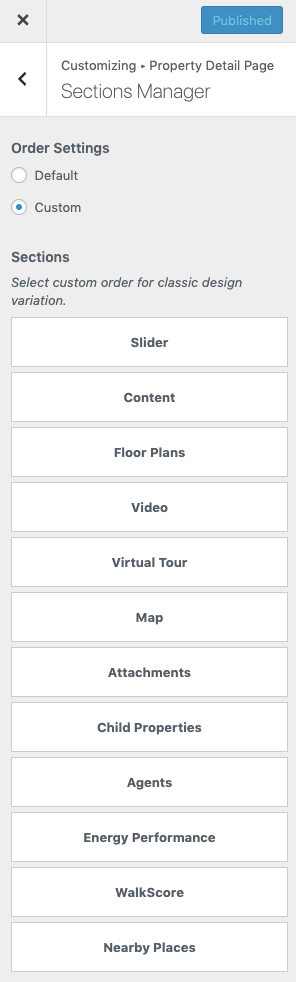 Published
Customizing ▸ Property Detail Page
Sections Manager
Order Settings
Default
Custom
Sections
Select custom order for classic design
variation.
Slider
Content
Floor Plans
Video
Virtual Tour
Map
Attachments
Child Properties
Agents
Energy Performance
WalkScore
Nearby Places